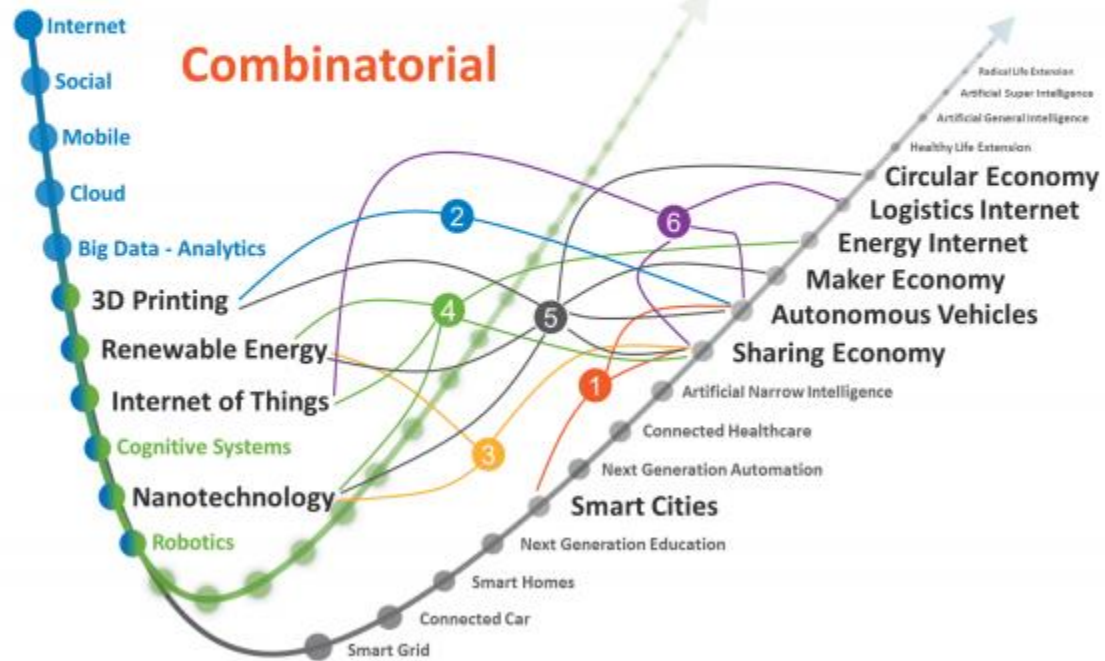 Combinatorial
Internet
Social
Mobile
Cloud
Big Data - Analytics
3D Printing
Renewable Energy
Internet of Things
Cognitive Systems
Nanotechnology
Robotics
2
4
5
6
1
3
Radical Life Extension
Artificial Super Intelligence
Artificial General Intelligence
Healthy Life Extension
Circular Economy
Logistics Internet
Energy Internet
Maker Economy
Autonomous Vehicles
Sharing Economy
Artificial Narrow Intelligence
Connected Healthcare
Next Generation Automation
Smart Cities
Next Generation Education
Smart Homes
Connected Car
Smart Grid